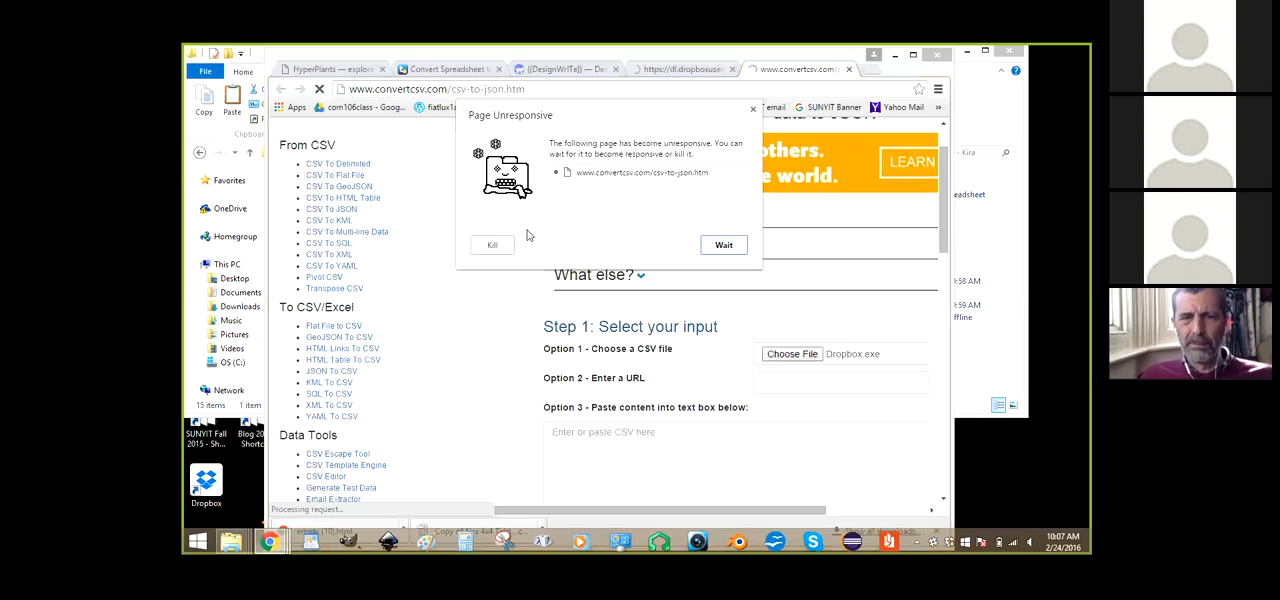 HyperPlants — explore
Convert Spreadsheet t
{{DesignWrITe}} — De
https://dl.dropboxuser
www.convertcsv.com/
File
Home
www.convertcsv.com/csv-to-json.htm
Copy
Paste
Clipboa
Apps
com106class - Goog...
fiatlux1a
email
SUNYIT Banner
Yahoo Mail
»
Page Unresponsive
The following page has become unresponsive. You can
wait for it to become responsive or kill it.
www.convertcsv.com/csv-to-json.htm
Kill
Wait
others.
e world.
LEARN
Favorites
OneDrive
Homegroup
This PC
Desktop
Documents
Downloads
Music
Pictures
Videos
OS (C:)
Network
15 items
1 item
From CSV
CSV To Delimited
CSV To Flat File
CSV To GeoJSON
CSV To HTML Table
CSV To JSON
CSV To KML
CSV To Multi-line Data
CSV To SQL
CSV To XML
CSV To YAML
Pivot CSV
Transpose CSV
To CSV/Excel
Flat File to CSV
GeoJSON To CSV
HTML Links To CSV
HTML Table To CSV
JSON To CSV
KML To CSV
SQL To CSV
XML To CSV
YAML To CSV
Data Tools
CSV Escape Tool
CSV Template Engine
CSV Editor
Generate Test Data
Email Extractor
What else?
Step 1: Select your input
Option 1 - Choose a CSV file
Choose File
Dropbox.exe
Option 2 - Enter a URL
Option 3 - Paste content into text box below:
Enter or paste CSV here
Kira
eadsheet
:58 AM
:59 AM
ffline
SUNYIT Fall
2015 - Sh...
Blog 20
Shortc
Dropbox
Processing request...
10:07 AM
2/24/2016